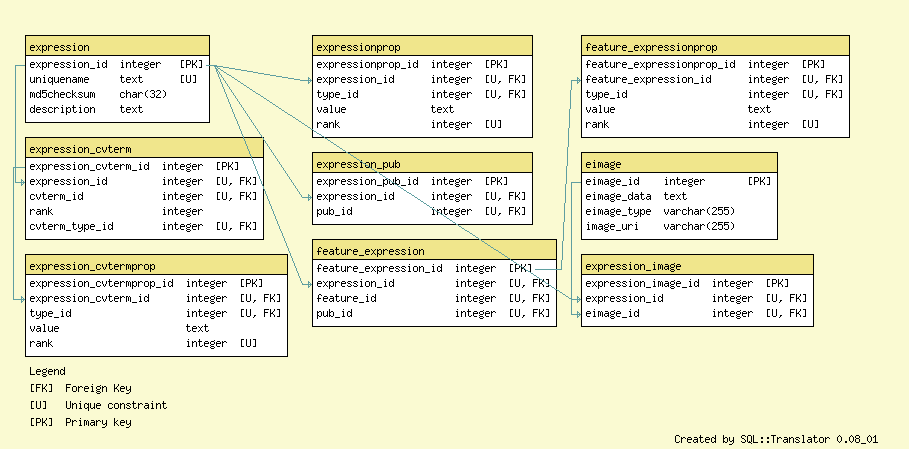 expression
expression_id integer [PK]
uniquename text [U]
md5checksum char(32)
description text
expression_cvterm
expression_cvterm_id integer [PK]
expression_id integer [U, FK]
cvterm_id integer [U, FK]
rank integer
cvterm_type_id integer [U, FK]
expression_cvtermprop
expression_cvtermprop_id integer [PK]
expression_cvterm_id integer [U, FK]
type_id integer [U, FK]
value text
rank integer [U]
Legend
[FK] Foreign Key
[U] Unique constraint
[PK] Primary key
expressionprop
expressionprop_id integer [PK]
expression_id integer [U, FK]
type_id integer [U, FK]
value text
rank integer [U]
expression_pub
expression_pub_id integer [PK]
expression_id integer [U, FK]
pub_id integer [U, FK]
feature_expression
feature_expression_id integer [PK]
expression_id integer [U, FK]
feature_id integer [U, FK]
pub_id integer [U, FK]
feature_expressionprop
feature_expressionprop_id integer [PK]
feature_expression_id integer [U, FK]
type_id integer [U, FK]
value text
rank integer [U]
eimage
eimage_id integer [PK]
eimage_data text
eimage_type varchar(255)
image_uri varchar(255)
expression_image
expression_image_id integer [PK]
expression_id integer [U, FK]
eimage_id integer [U, FK]
Created by SQL::Translator 0.08_01